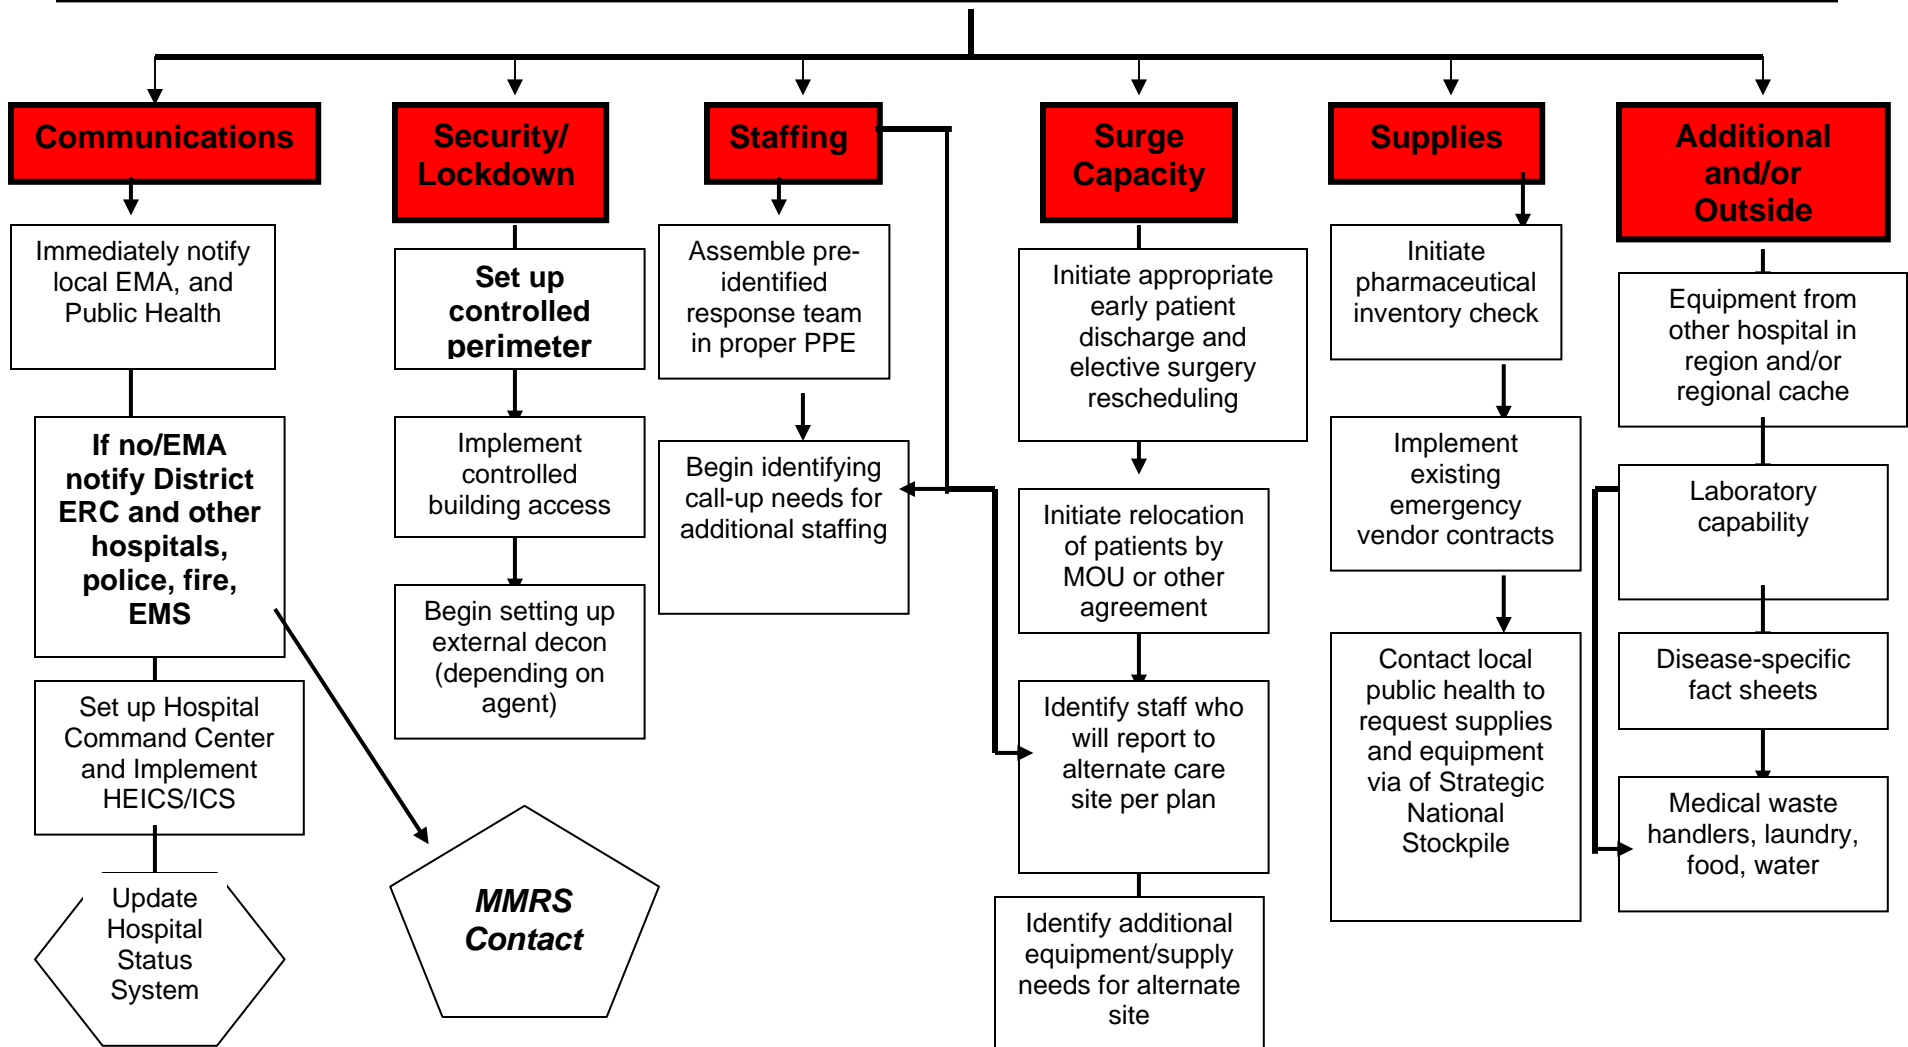 Communications
Security/
Lockdown
Staffing
Surge
Capacity
Supplies
Additional
and/or
Outside
Immediately notify
local EMA, and
Public Health
If no/EMA
notify District
ERC and other
hospitals,
police, fire,
EMS
Set up Hospital
Command Center
and Implement
HEICS/ICS
Update
Hospital
Status
System
Set up
controlled
perimeter
Implement
controlled
building access
Begin setting up
external decon
(depending on
agent)
MMRS
Contact
Assemble pre-
identified
response team
in proper PPE
Begin identifying
call-up needs for
additional staffing
Initiate appropriate
early patient
discharge and
elective surgery
rescheduling
Initiate relocation
of patients by
MOU or other
agreement
Identify staff who
will report to
alternate care
site per plan
Identify additional
equipment/supply
needs for alternate
site
Initiate
pharmaceutical
inventory check
Implement
existing
emergency
vendor contracts
Contact local
public health to
request supplies
and equipment
via of Strategic
National
Stockpile
Equipment from
other hospital in
region and/or
regional cache
Laboratory
capability
Disease-specific
fact sheets
Medical waste
handlers, laundry,
food, water